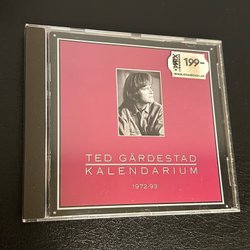 199:-
TED GÄRDESTAD
KALENDARIUM
1972-93